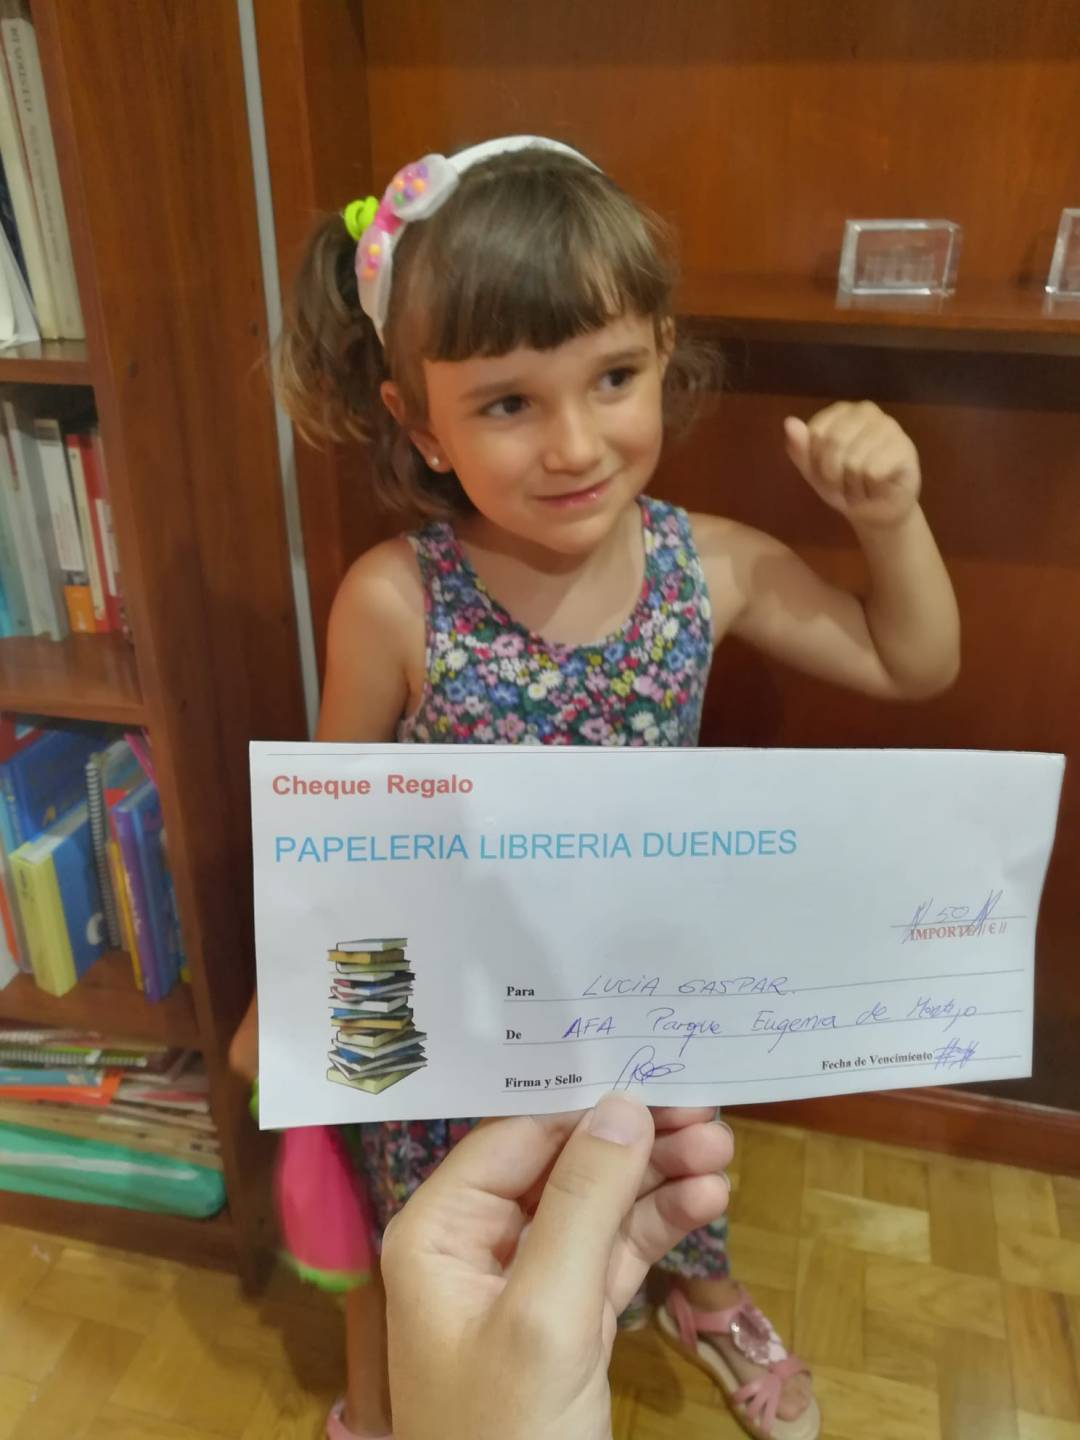 Cheque Regalo
PAPELERIA LIBRERIA DUENDES
# 50 #
IMPORTE // € //
Para LUCIA GASPAR.
De AFA Parque Eugenia de Montijo
Firma y Sello
Fecha de Vencimiento